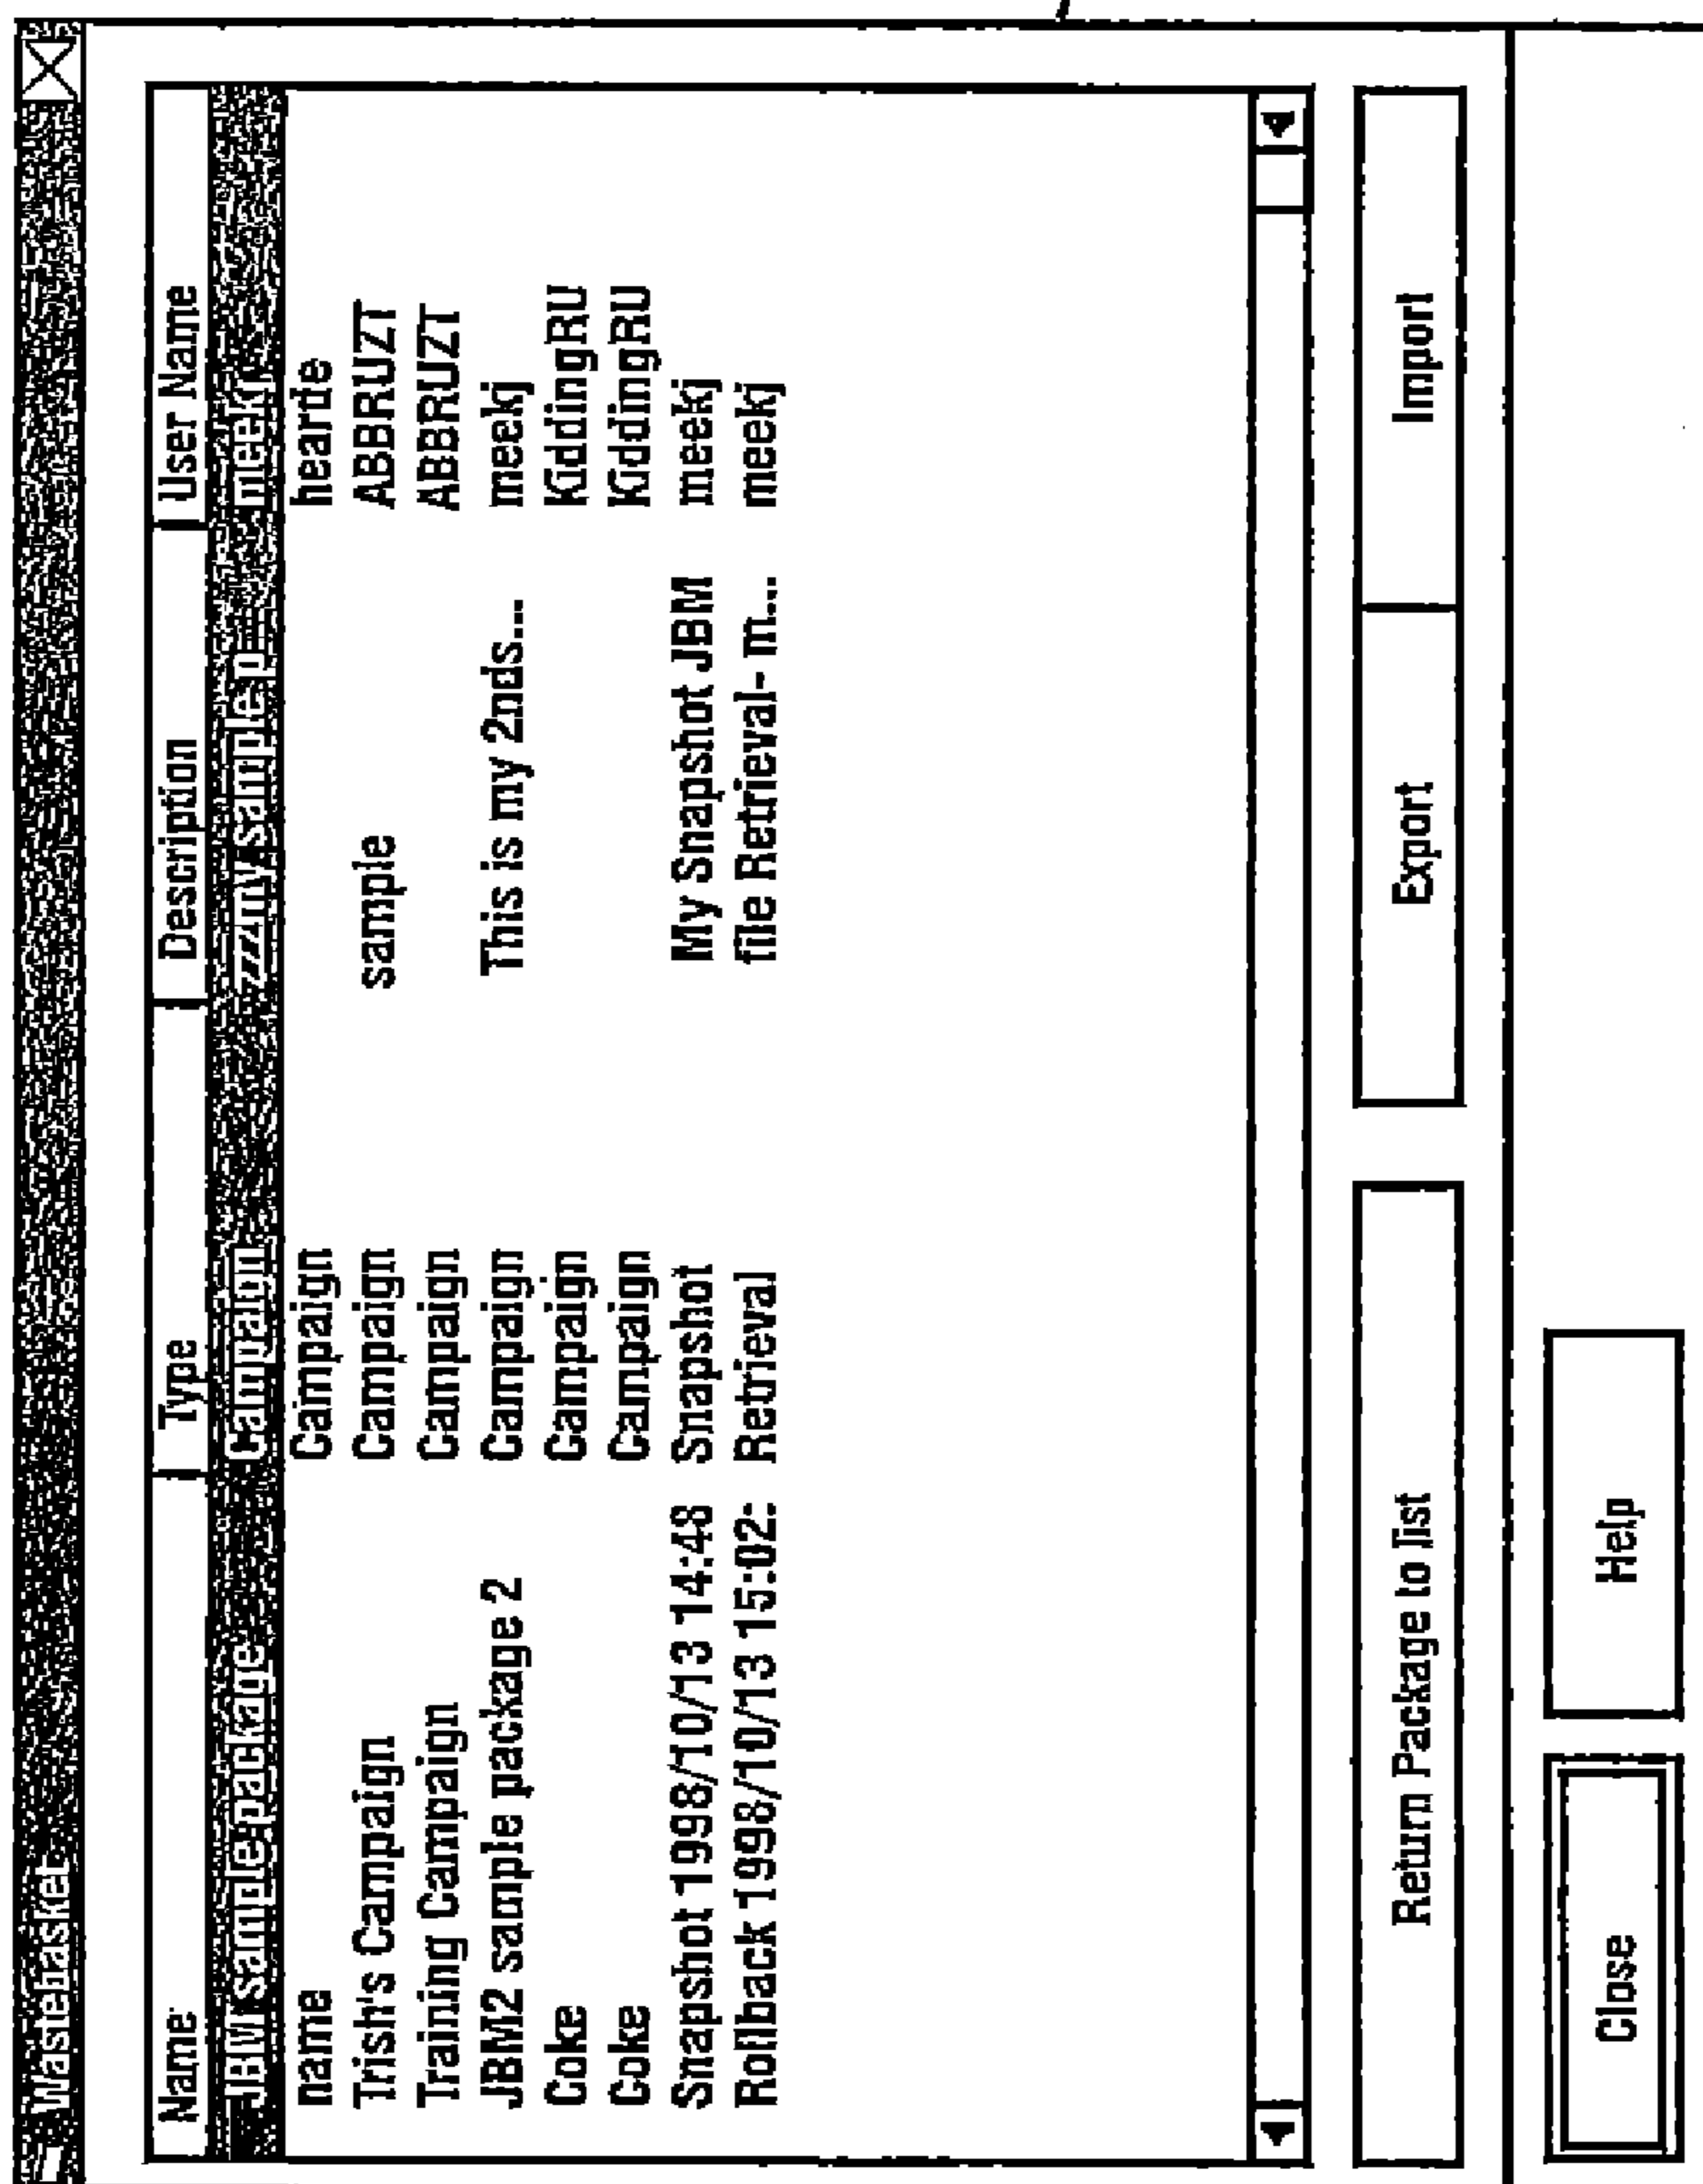 Wastebasket
Name Type Description User Name
JBM sample package Campaign my sample p... meekj
name Campaign hearde
Trish's Campaign Campaign sample ABBRUZT
Training Campaign Campaign ABBRUZT
JBM2 sample package 2 Campaign This is my 2nds... meekj
Coke Campaign KiddingRU
Coke Campaign KiddingRU
Snapshot 1998/10/13 14:48 Snapshot My Snapshot JBM meekj
Rollback 1998/10/13 15:02: Retrieval file Retrieval- m... meekj
Return Package to list Export Import
Close Help